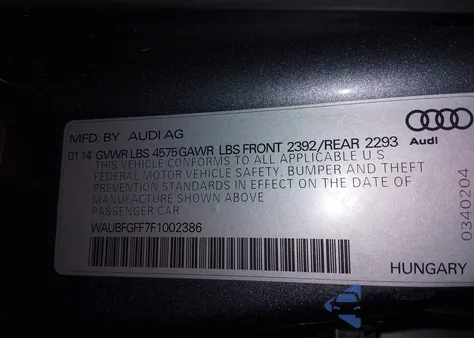 MFD. BY AUDI AG
01 14 GVWR LBS 4575 GAWR LBS FRONT 2392/REAR 2293
THIS VEHICLE CONFORMS TO ALL APPLICABLE U.S
FEDERAL MOTOR VEHICLE SAFETY, BUMPER AND THEFT
PREVENTION STANDARDS IN EFFECT ON THE DATE OF
MANUFACTURE SHOWN ABOVE
PASSENGER CAR
WAUBFGFF7F1002386
HUNGARY
Audi
0340204